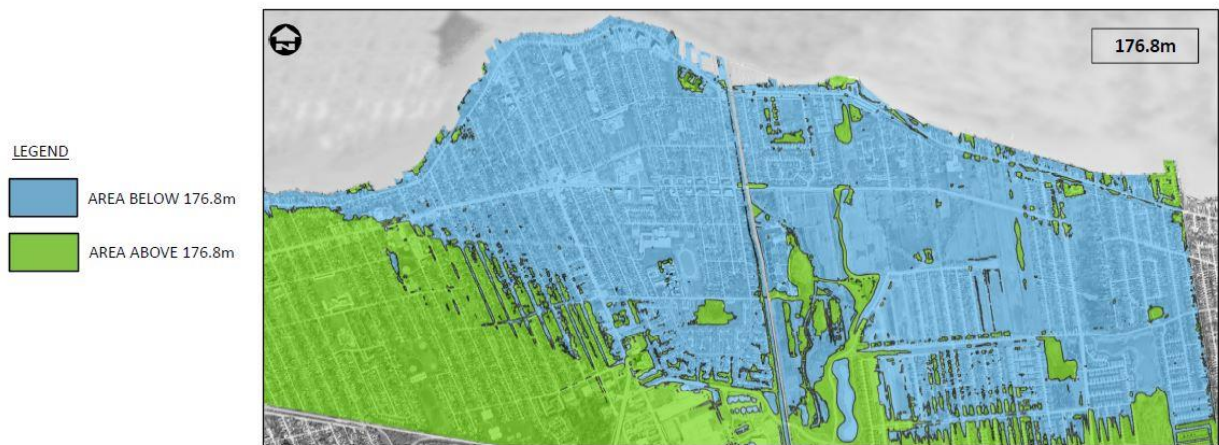 176.8m
LEGEND
AREA BELOW 176.8m
AREA ABOVE 176.8m
N